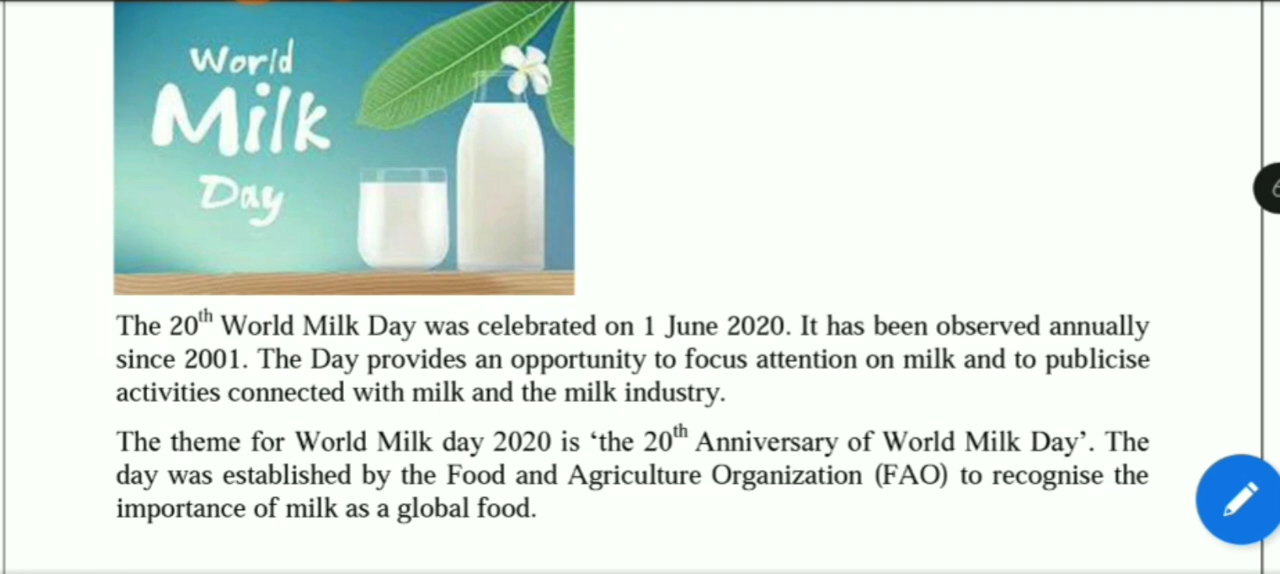 World
Milk
Day
The 20th World Milk Day was celebrated on 1 June 2020. It has been observed annually
since 2001. The Day provides an opportunity to focus attention on milk and to publicise
activities connected with milk and the milk industry.
The theme for World Milk day 2020 is ‘the 20th Anniversary of World Milk Day’. The
day was established by the Food and Agriculture Organization (FAO) to recognise the
importance of milk as a global food.